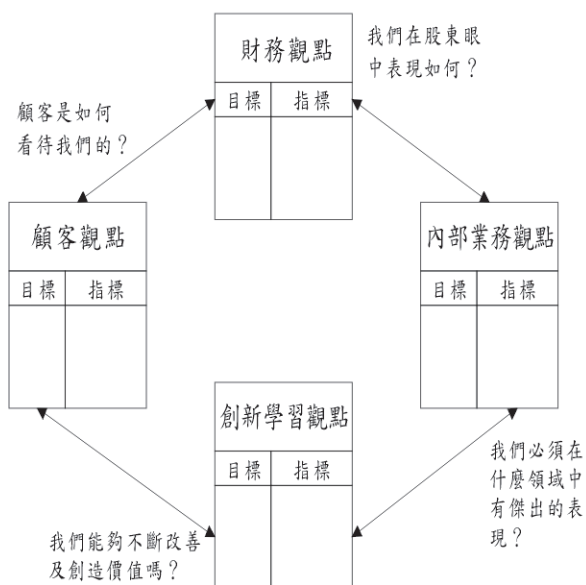 財務觀點
目標 指標
我們在股東眼
中表現如何？
顧客是如何
看待我們的？
顧客觀點
目標 指標
內部業務觀點
目標 指標
創新學習觀點
目標 指標
我們必須在
什麼領域中
有傑出的表
現？
我們能夠不斷改善
及創造價值嗎？